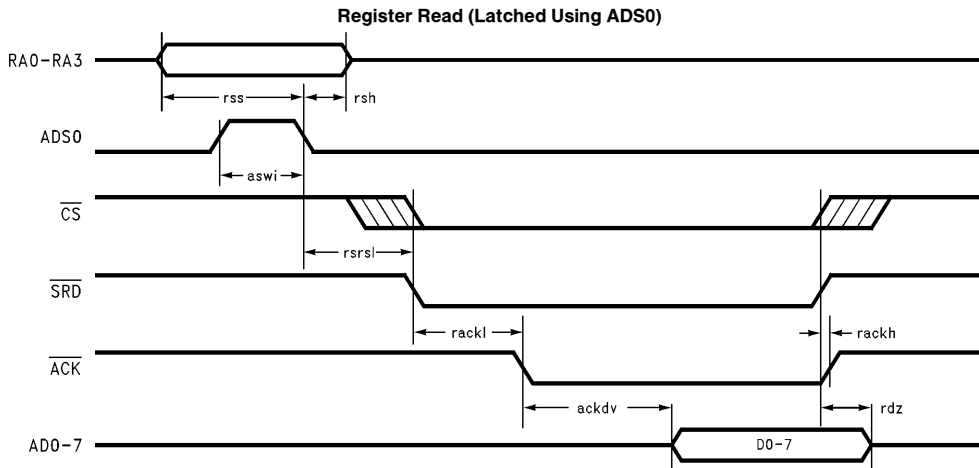 Register Read (Latched Using ADS0)
RA0-RA3
rss
rsh
ADS0
aswi
CS
rsrsl
SRD
rackl
rackh
ACK
ackdv
rdz
AD0-7
D0-7